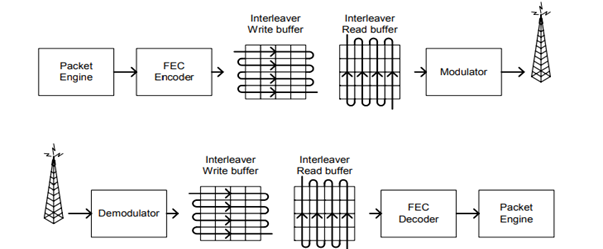 Packet
Engine
FEC
Encoder
Interleaver
Write buffer
Interleaver
Read buffer
Modulator
Demodulator
Interleaver
Write buffer
Interleaver
Read buffer
FEC
Decoder
Packet
Engine